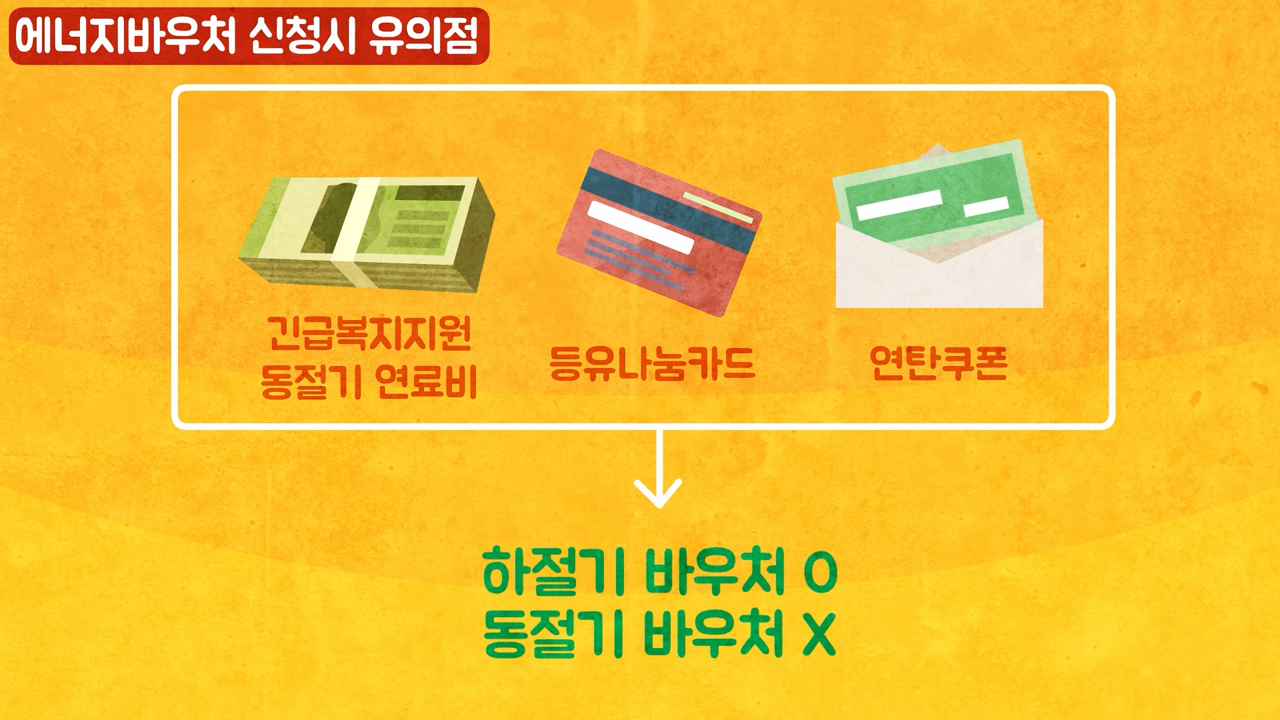 에너지바우처 신청시 유의점
긴급복지지원
동절기 연료비
등유나눔카드
연탄쿠폰
하절기 바우처 O
동절기 바우처 X